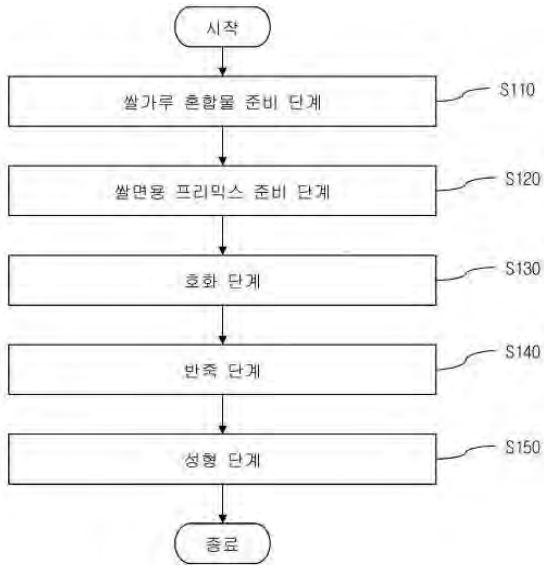 시작
쌀가루 혼합물 준비 단계
S110
쌀면용 프리믹스 준비 단계
S120
호화 단계
S130
반죽 단계
S140
성형 단계
S150
종료